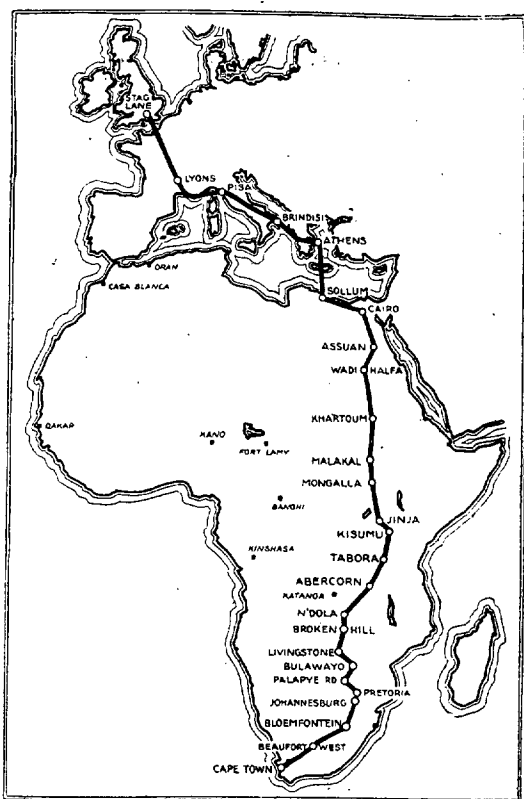 STAG
LANE
LYONS
PISA
BRINDISI
ATHENS
ORAN
CASA BLANCA
SOLLUM
CAIRO
ASSUAN
WADI HALFA
DAKAR
KANO
FORT LAMY
KHARTOUM
MALAKAL
MONGALLA
BANGHI
JINJA
KISUMU
KINSHASA
TABORA
ABERCORN
KATANGA
N'DOLA
BROKEN HILL
LIVINGSTONE
BULAWAYO
PALAPYE RD
PRETORIA
JOHANNESBURG
BLOEMFONTEIN
BEAUFORT WEST
CAPE TOWN